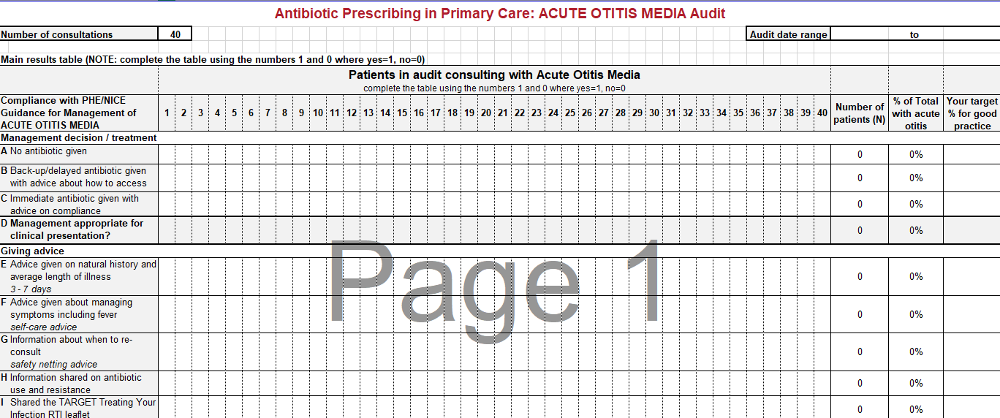 Antibiotic Prescribing in Primary Care: ACUTE OTITIS MEDIA Audit
Number of consultations 40 Audit date range to
Main results table (NOTE: complete the table using the numbers 1 and 0 where yes=1, no=0)
Patients in audit consulting with Acute Otitis Media
complete the table using the numbers 1 and 0 where yes=1, no=0
Compliance with PHE/NICE
Guidance for Management of
ACUTE OTITIS MEDIA
1 2 3 4 5 6 7 8 9 10 11 12 13 14 15 16 17 18 19 20 21 22 23 24 25 26 27 28 29 30 31 32 33 34 35 36 37 38 39 40
Number of
patients (N)
% of Total
with acute
otitis
Your target
% for good
practice
Management decision / treatment
A No antibiotic given
0 0%
B Back-up/delayed antibiotic given
with advice about how to access
0 0%
C Immediate antibiotic given with
advice on compliance
0 0%
D Management appropriate for
clinical presentation?
0 0%
Giving advice
E Advice given on natural history and
average length of illness
3 - 7 days
0 0%
F Advice given about managing
symptoms including fever
self-care advice
0 0%
G Information about when to re-
consult
safety netting advice
0 0%
H Information shared on antibiotic
use and resistance
0 0%
I Shared the TARGET Treating Your
Infection RTI leaflet
0 0%
Page 1